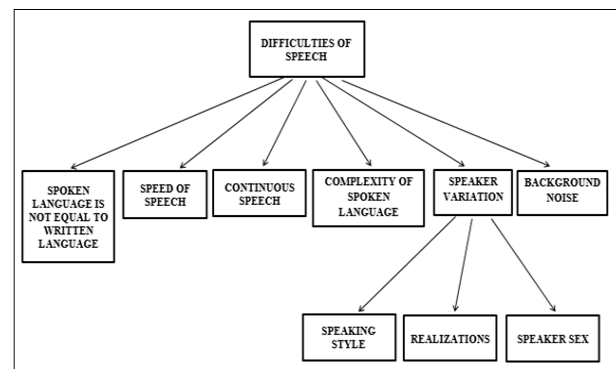 DIFFICULTIES OF
SPEECH
SPOKEN
LANGUAGE IS
NOT EQUAL TO
WRITTEN
LANGUAGE
SPEED OF
SPEECH
CONTINUOUS
SPEECH
COMPLEXITY OF
SPOKEN
LANGUAGE
SPEAKER
VARIATION
BACKGROUND
NOISE
SPEAKING
STYLE
REALIZATIONS
SPEAKER SEX